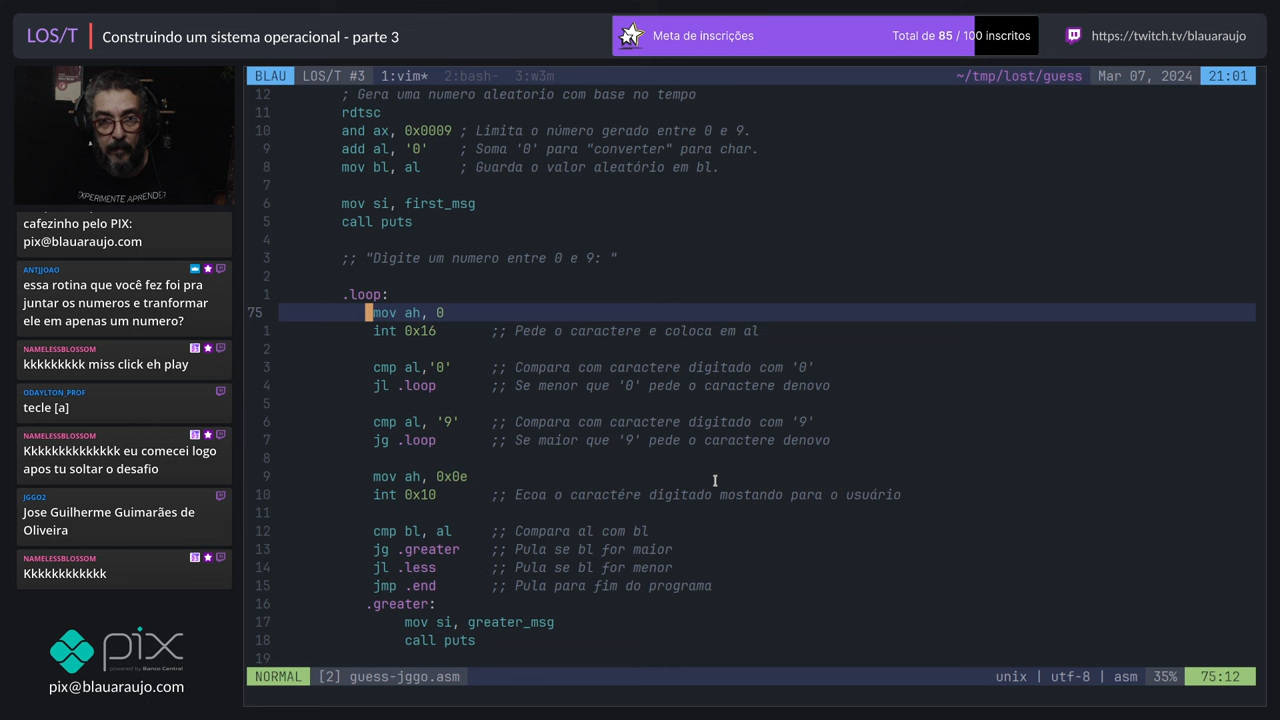 LOS/T
Construindo um sistema operacional - parte 3
Meta de inscrições
Total de 85 / 100 inscritos
https://twitch.tv/blauaraujo
EXPERIMENTE APRENDE?
cafezinho pelo PIX:
pix@blauaraujo.com
ANTJJOAO
essa rotina que você fez foi pra
juntar os numeros e tranformar
ele em apenas um numero?
NAMELESSBLOSSOM
kkkkkkkkk miss click eh play
ODAYLTON_PROF
tecle [a]
NAMELESSBLOSSOM
Kkkkkkkkkkkkk eu comecei logo
apos tu soltar o desafio
JGGO2
Jose Guilherme Guimarães de
Oliveira
NAMELESSBLOSSOM
Kkkkkkkkkkk
pix
powered by Banco Central
pix@blauaraujo.com
BLAU LOS/T #3 1:vim* 2:bash- 3:w3m ~/tmp/lost/guess Mar 07, 2024 21:01
12 ; Gera uma numero aleatorio com base no tempo
11 rdtsc
10 and ax, 0x0009 ; Limita o número gerado entre 0 e 9.
9 add al, '0' ; Soma '0' para "converter" para char.
8 mov bl, al ; Guarda o valor aleatório em bl.
7
6 mov si, first_msg
5 call puts
4
3 ;; "Digite um numero entre 0 e 9: "
2
1 .loop:
75 mov ah, 0
1 int 0x16 ;; Pede o caractere e coloca em al
2
3 cmp al,'0' ;; Compara com caractere digitado com '0'
4 jl .loop ;; Se menor que '0' pede o caractere denovo
5
6 cmp al, '9' ;; Compara com caractere digitado com '9'
7 jg .loop ;; Se maior que '9' pede o caractere denovo
8
9 mov ah, 0x0e
10 int 0x10 ;; Ecoa o caractére digitado mostando para o usuário
11
12 cmp bl, al ;; Compara al com bl
13 jg .greater ;; Pula se bl for maior
14 jl .less ;; Pula se bl for menor
15 jmp .end ;; Pula para fim do programa
16 .greater:
17 mov si, greater_msg
18 call puts
19
NORMAL [2] guess-jggo.asm unix | utf-8 | asm 35% 75:12